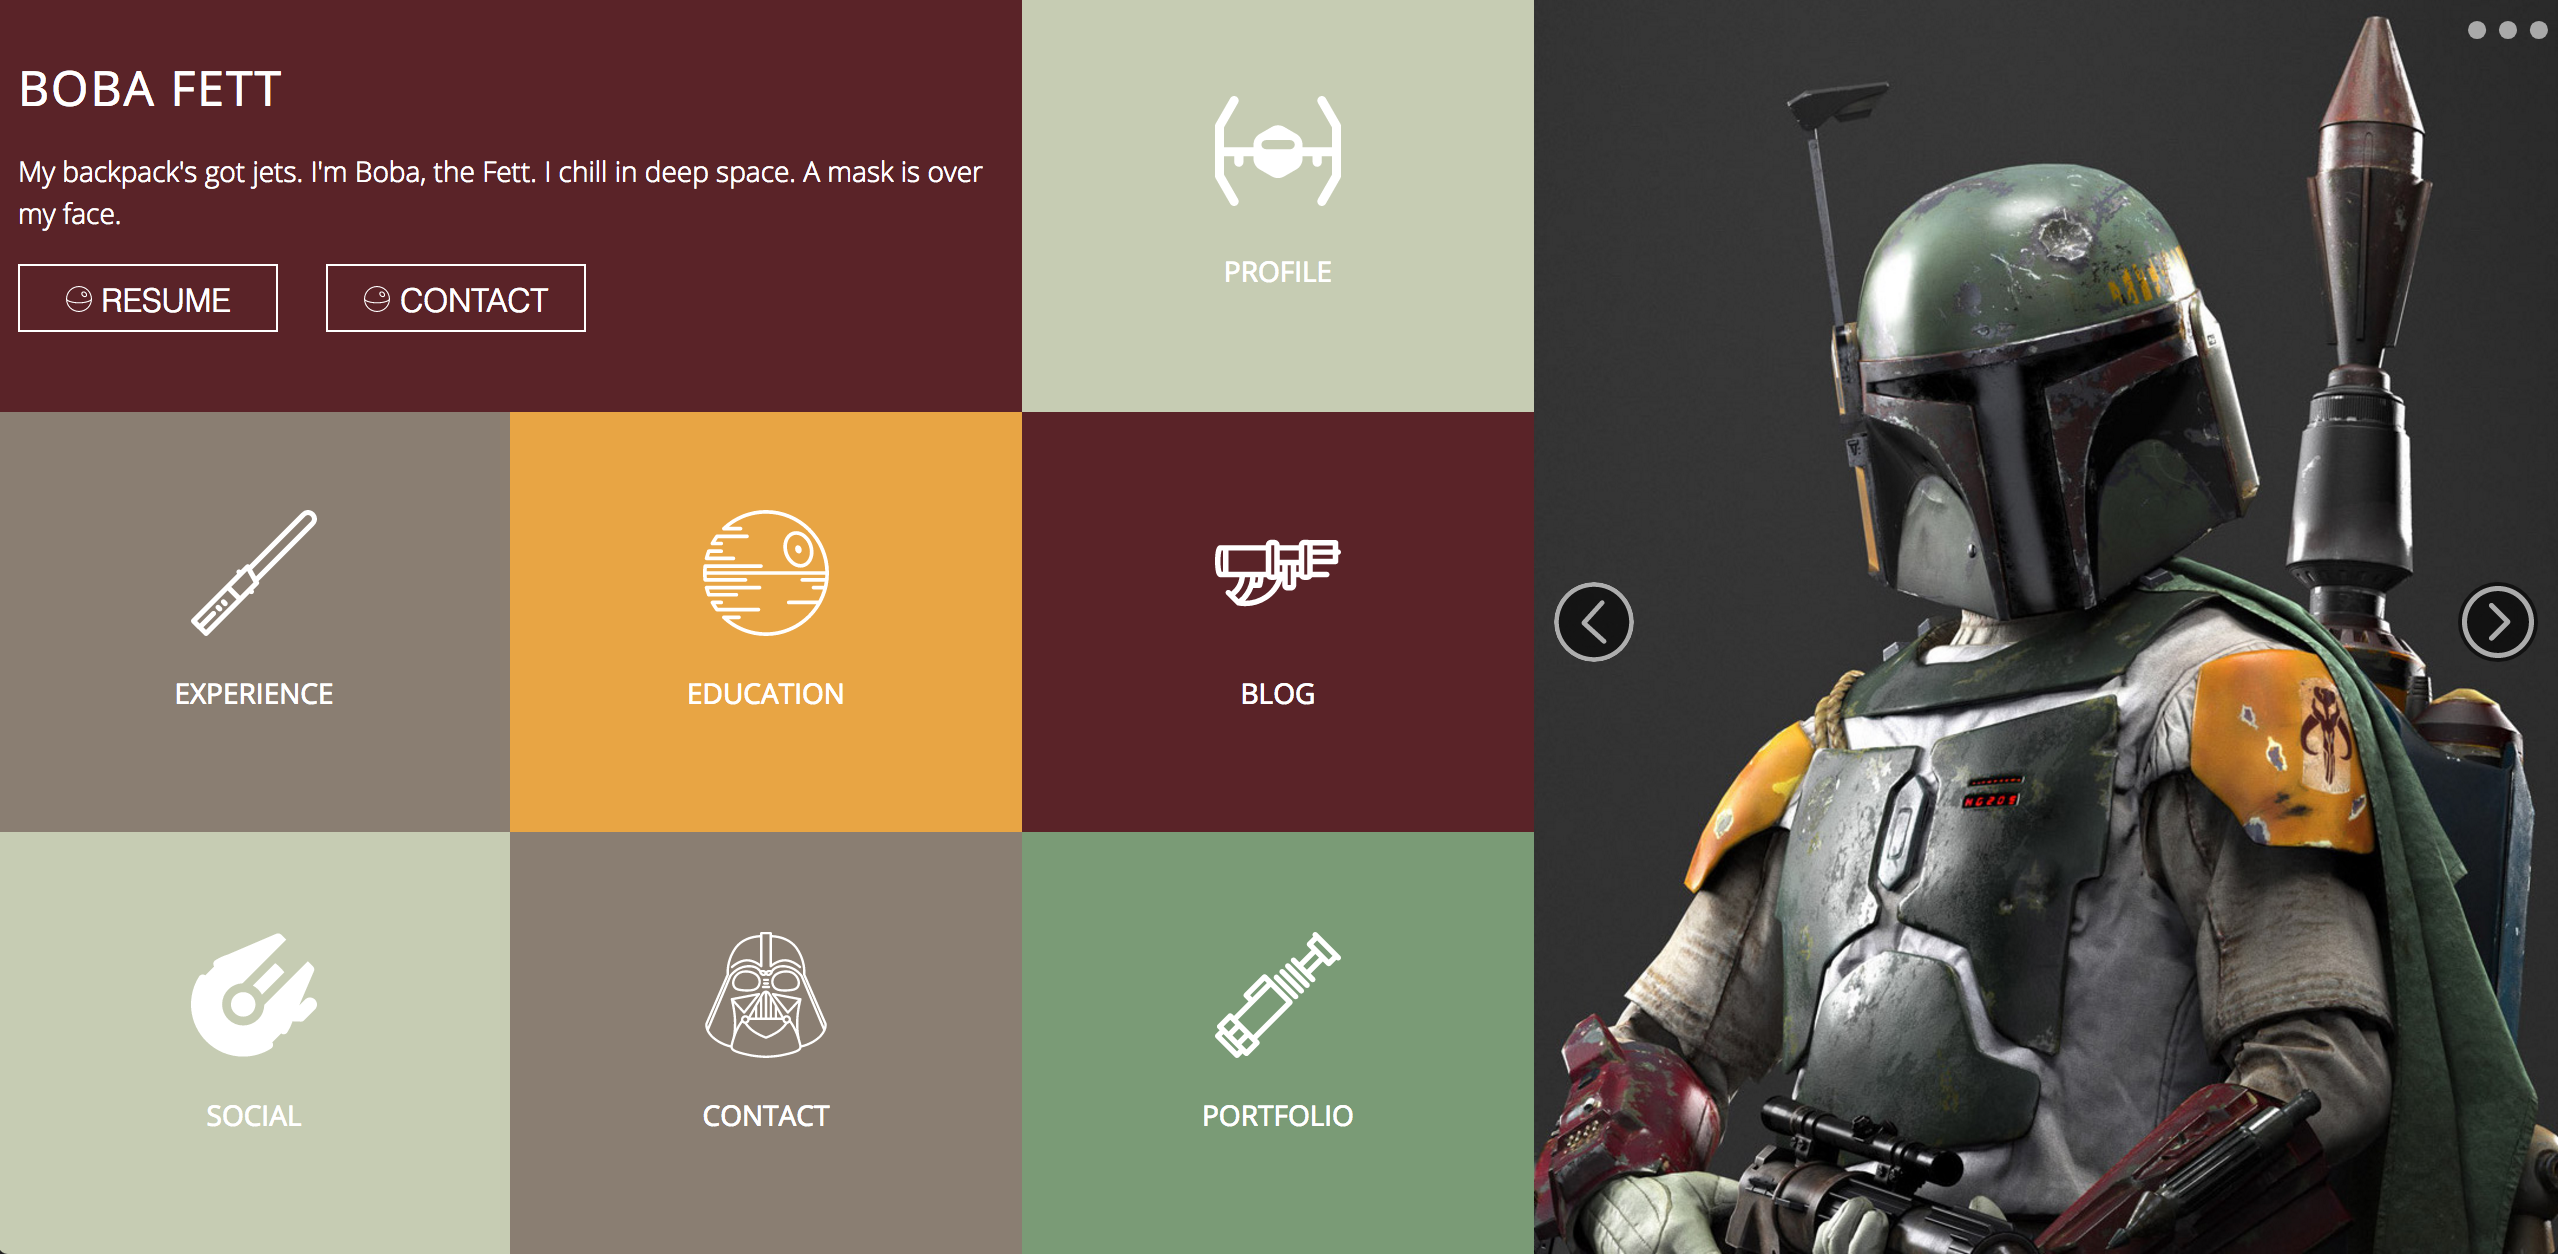 BOBA FETT
My backpack's got jets. I'm Boba, the Fett. I chill in deep space. A mask is over
my face.
RESUME
CONTACT
PROFILE
EXPERIENCE
EDUCATION
BLOG
SOCIAL
CONTACT
PORTFOLIO